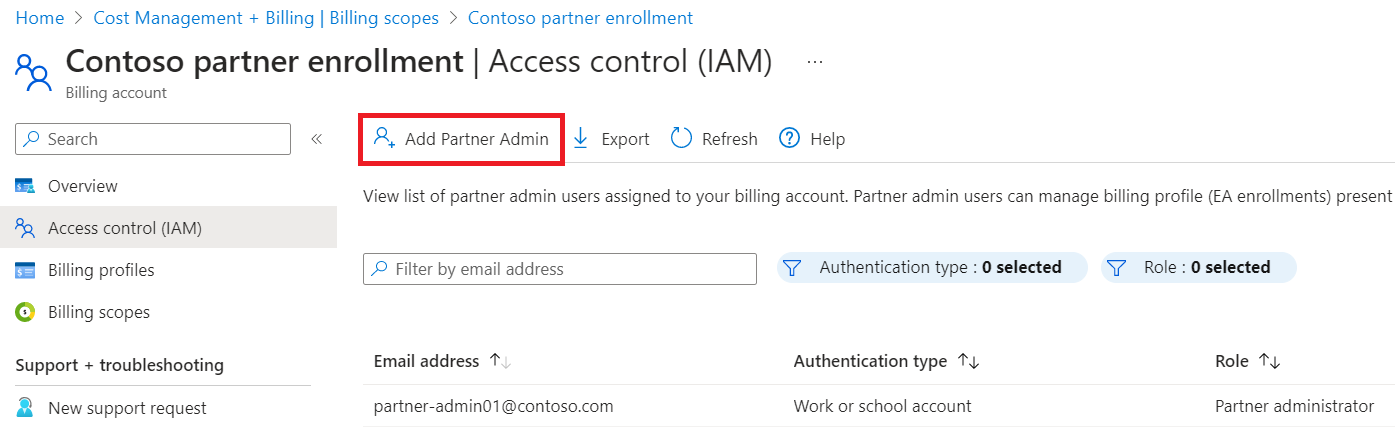 Home > Cost Management + Billing | Billing scopes > Contoso partner enrollment
Contoso partner enrollment | Access control (IAM) ...
Billing account
Search «
Add Partner Admin Export Refresh Help
Overview
View list of partner admin users assigned to your billing account. Partner admin users can manage billing profile (EA enrollments) present
Access control (IAM)
Billing profiles
Filter by email address Authentication type : 0 selected Role : 0 selected
Billing scopes
Support + troubleshooting
Email address Authentication type Role
New support request
partner-admin01@contoso.com Work or school account Partner administrator